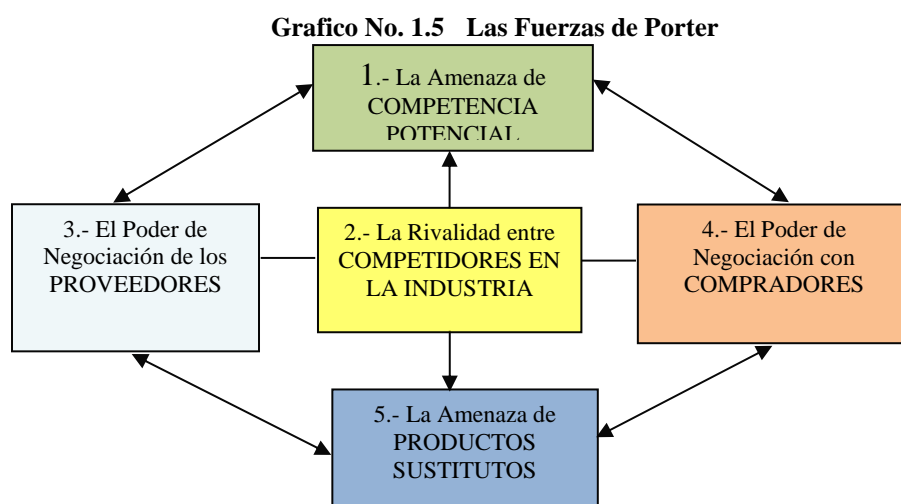 Grafico No. 1.5 Las Fuerzas de Porter
1.- La Amenaza de
COMPETENCIA
POTENCIAL
3.- El Poder de
Negociación de los
PROVEEDORES
2.- La Rivalidad entre
COMPETIDORES EN
LA INDUSTRIA
4.- El Poder de
Negociación con
COMPRADORES
5.- La Amenaza de
PRODUCTOS
SUSTITUTOS